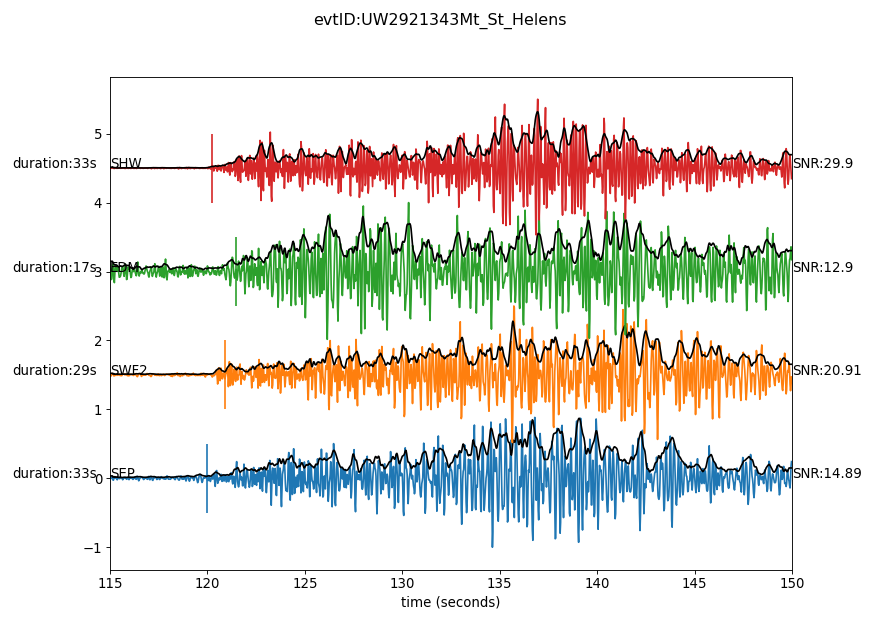 evtID:UW2921343Mt_St_Helens
5
duration:33s SHW SNR:29.9
4
duration:17s 3 EDM SNR:12.9
2
duration:29s SWF2 SNR:20.91
1
duration:33s 0 SEP SNR:14.89
−1
115 120 125 130 135 140 145 150
time (seconds)